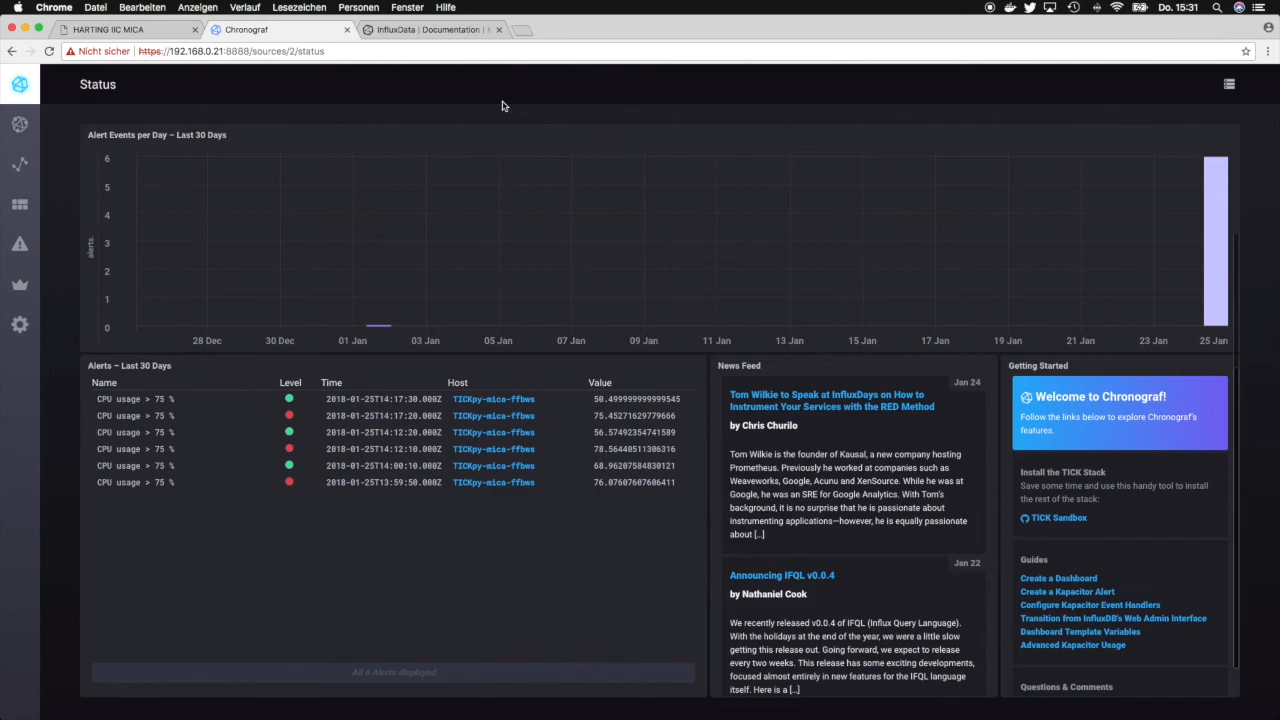 Chrome Datei Bearbeiten Anzeigen Verlauf Lesezeichen Personen Fenster Hilfe Do. 15:31
HARTING IIC MICA Chronograf InfluxData | Documentation |
Nicht sicher https://192.168.0.21:8888/sources/2/status
Status
Alert Events per Day – Last 30 Days
6
5
4
3
2
1
0
alerts
28 Dec 30 Dec 01 Jan 03 Jan 05 Jan 07 Jan 09 Jan 11 Jan 13 Jan 15 Jan 17 Jan 19 Jan 21 Jan 23 Jan 25 Jan
Alerts – Last 30 Days
Name Level Time Host Value
CPU usage > 75 % 2018-01-25T14:17:30.000Z TICKpy-mica-ffbws 50.499999999999545
CPU usage > 75 % 2018-01-25T14:17:20.000Z TICKpy-mica-ffbws 75.45271629779666
CPU usage > 75 % 2018-01-25T14:12:20.000Z TICKpy-mica-ffbws 56.57492354741589
CPU usage > 75 % 2018-01-25T14:12:10.000Z TICKpy-mica-ffbws 78.56440511306316
CPU usage > 75 % 2018-01-25T14:00:10.000Z TICKpy-mica-ffbws 68.96207584830121
CPU usage > 75 % 2018-01-25T13:59:50.000Z TICKpy-mica-ffbws 76.07607607606411
All 6 Alerts displayed
News Feed
Jan 24
Tom Wilkie to Speak at InfluxDays on How to
Instrument Your Services with the RED Method
by Chris Churilo
Tom Wilkie is the founder of Kausal, a new company hosting
Prometheus. Previously he worked at companies such as
Weaveworks, Google, Acunu and XenSource. While he was at
Google, he was an SRE for Google Analytics. With Tom's
background, it is no surprise that he is passionate about
instrumenting applications—however, he is equally passionate
about [...]
Jan 22
Announcing IFQL v0.0.4
by Nathaniel Cook
We recently released v0.0.4 of IFQL (Influx Query Language).
With the holidays at the end of the year, we were a little slow
getting this release out. Going forward, we expect to release
every two weeks. This release has some exciting developments,
focused almost entirely in new features for the IFQL language
itself. Here is a [...]
Getting Started
Welcome to Chronograf!
Follow the links below to explore Chronograf's
features.
Install the TICK Stack
Save some time and use this handy tool to install
the rest of the stack:
TICK Sandbox
Guides
Create a Dashboard
Create a Kapacitor Alert
Configure Kapacitor Event Handlers
Transition from InfluxDB's Web Admin Interface
Dashboard Template Variables
Advanced Kapacitor Usage
Questions & Comments